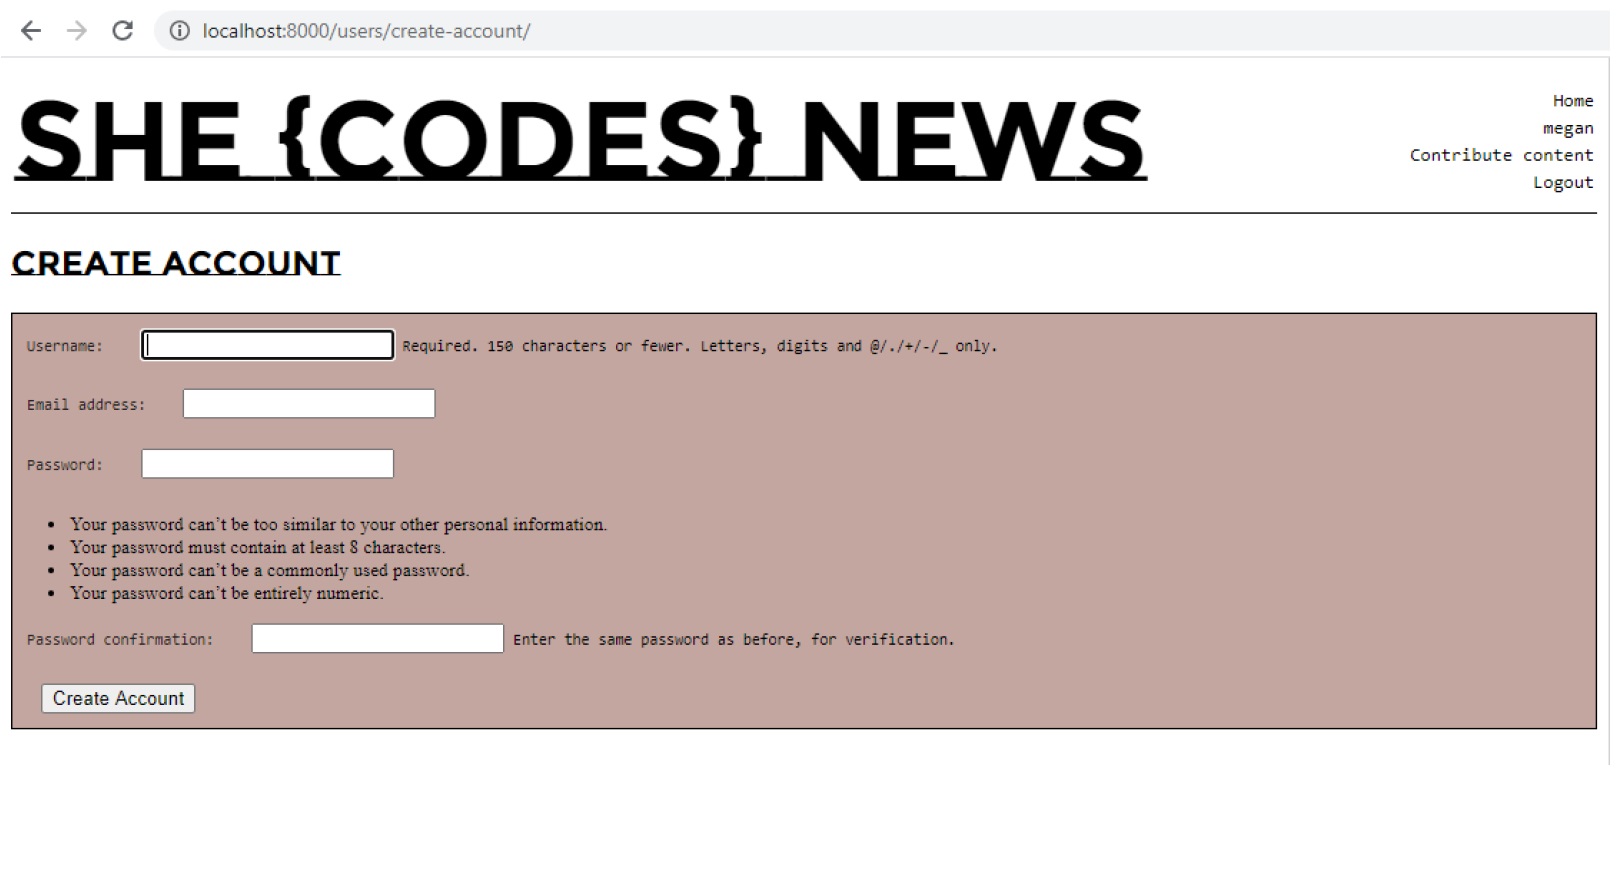 localhost:8000/users/create-account/
SHE {CODES} NEWS
Home
megan
Contribute content
Logout
CREATE ACCOUNT
Username: Required. 150 characters or fewer. Letters, digits and @/./+/-/_ only.
Email address:
Password:
• Your password can’t be too similar to your other personal information.
• Your password must contain at least 8 characters.
• Your password can’t be a commonly used password.
• Your password can’t be entirely numeric.
Password confirmation: Enter the same password as before, for verification.
Create Account